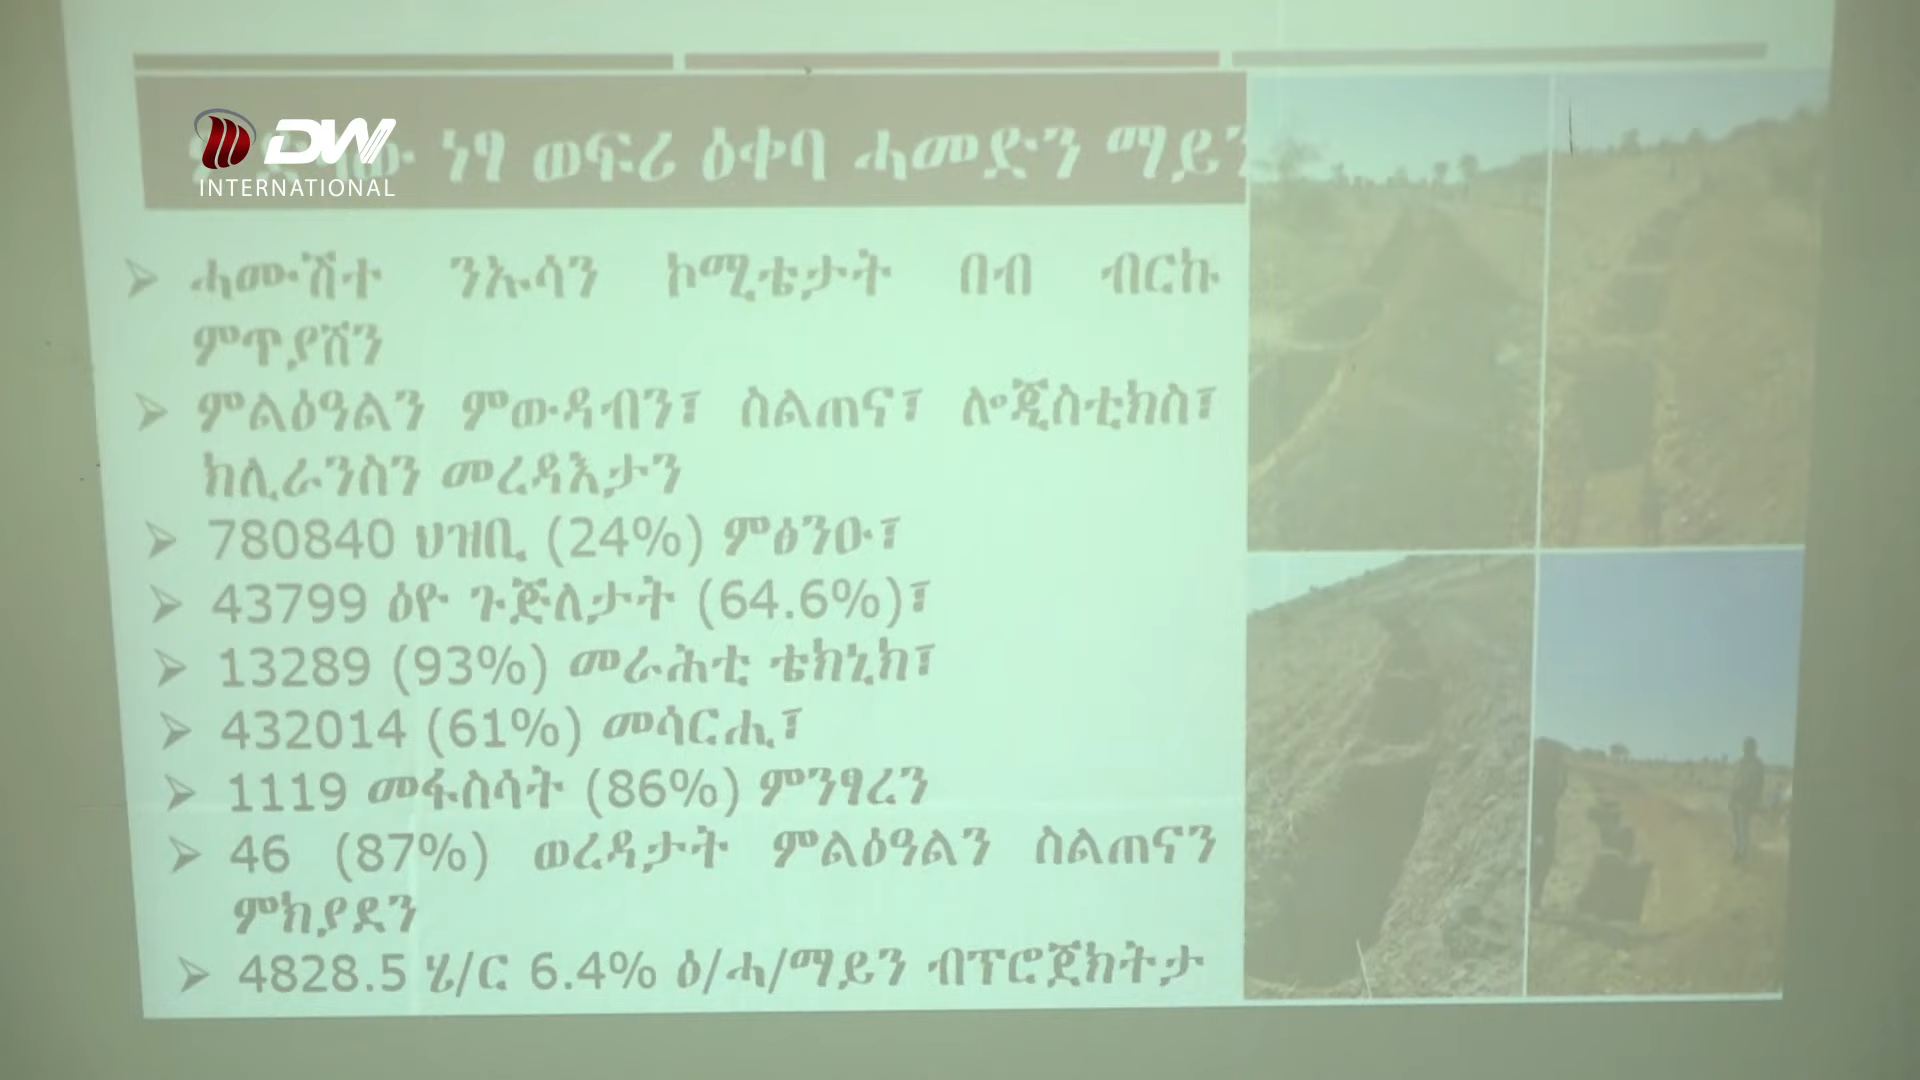 DW
INTERNATIONAL
ነፃ ወፍሪ ዕቀባ ሓመድን ማይን
➢ ሓሙሽተ ንኡሳን ኮሚቴታት በብ ብርኩ
ምጥያሽን
➢ ምልዕዓልን ምውዳብን፣ ስልጠና፣ ሎጂስቲክስ፣
ክሊራንስን መረዳእታን
➢ 780840 ህዝቢ (24%) ምፅንዑ፣
➢ 43799 ዕዮ ጉጅለታት (64.6%)፣
➢ 13289 (93%) መራሕቲ ቴክኒክ፣
➢ 432014 (61%) መሳርሒ፣
➢ 1119 መፋስሳት (86%) ምንፃረን
➢ 46 (87%) ወረዳታት ምልዕዓልን ስልጠናን
ምክያደን
➢ 4828.5 ሄ/ር 6.4% ዕ/ሓ/ማይን ብፕሮጀክትታ